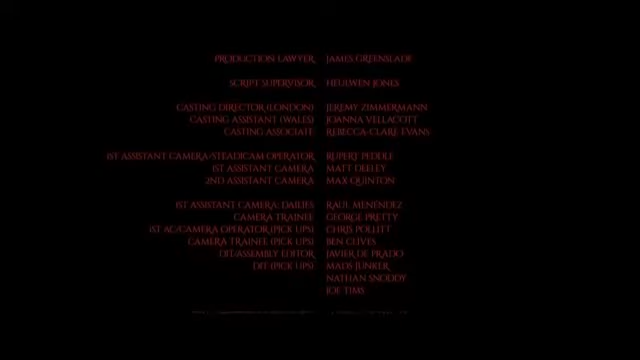 PRODUCTION LAWYER JAMES GREENSLADE
SCRIPT SUPERVISOR HEULWEN JONES
CASTING DIRECTOR (LONDON) JEREMY ZIMMERMANN
CASTING ASSISTANT (WALES) JOANNA VELLACOTT
CASTING ASSOCIATE REBECCA-CLARE EVANS
1ST ASSISTANT CAMERA/STEADICAM OPERATOR RUPERT PEDDLE
1ST ASSISTANT CAMERA MATT DELLEY
2ND ASSISTANT CAMERA MAX QUINTON
1ST ASSISTANT CAMERA: DAILIES RAUL MENENDEZ
CAMERA TRAINEE GEORGE PRETTY
1ST AC/CAMERA OPERATOR (PICK UPS) CHRIS POLLITT
CAMERA TRAINEE (PICK UPS) BEN CLIVES
DIT/ASSEMBLY EDITOR JAVIER DE PRADO
DIT (PICK UPS) MADS JUNKER
NATHAN SNODDY
JOE TIMS